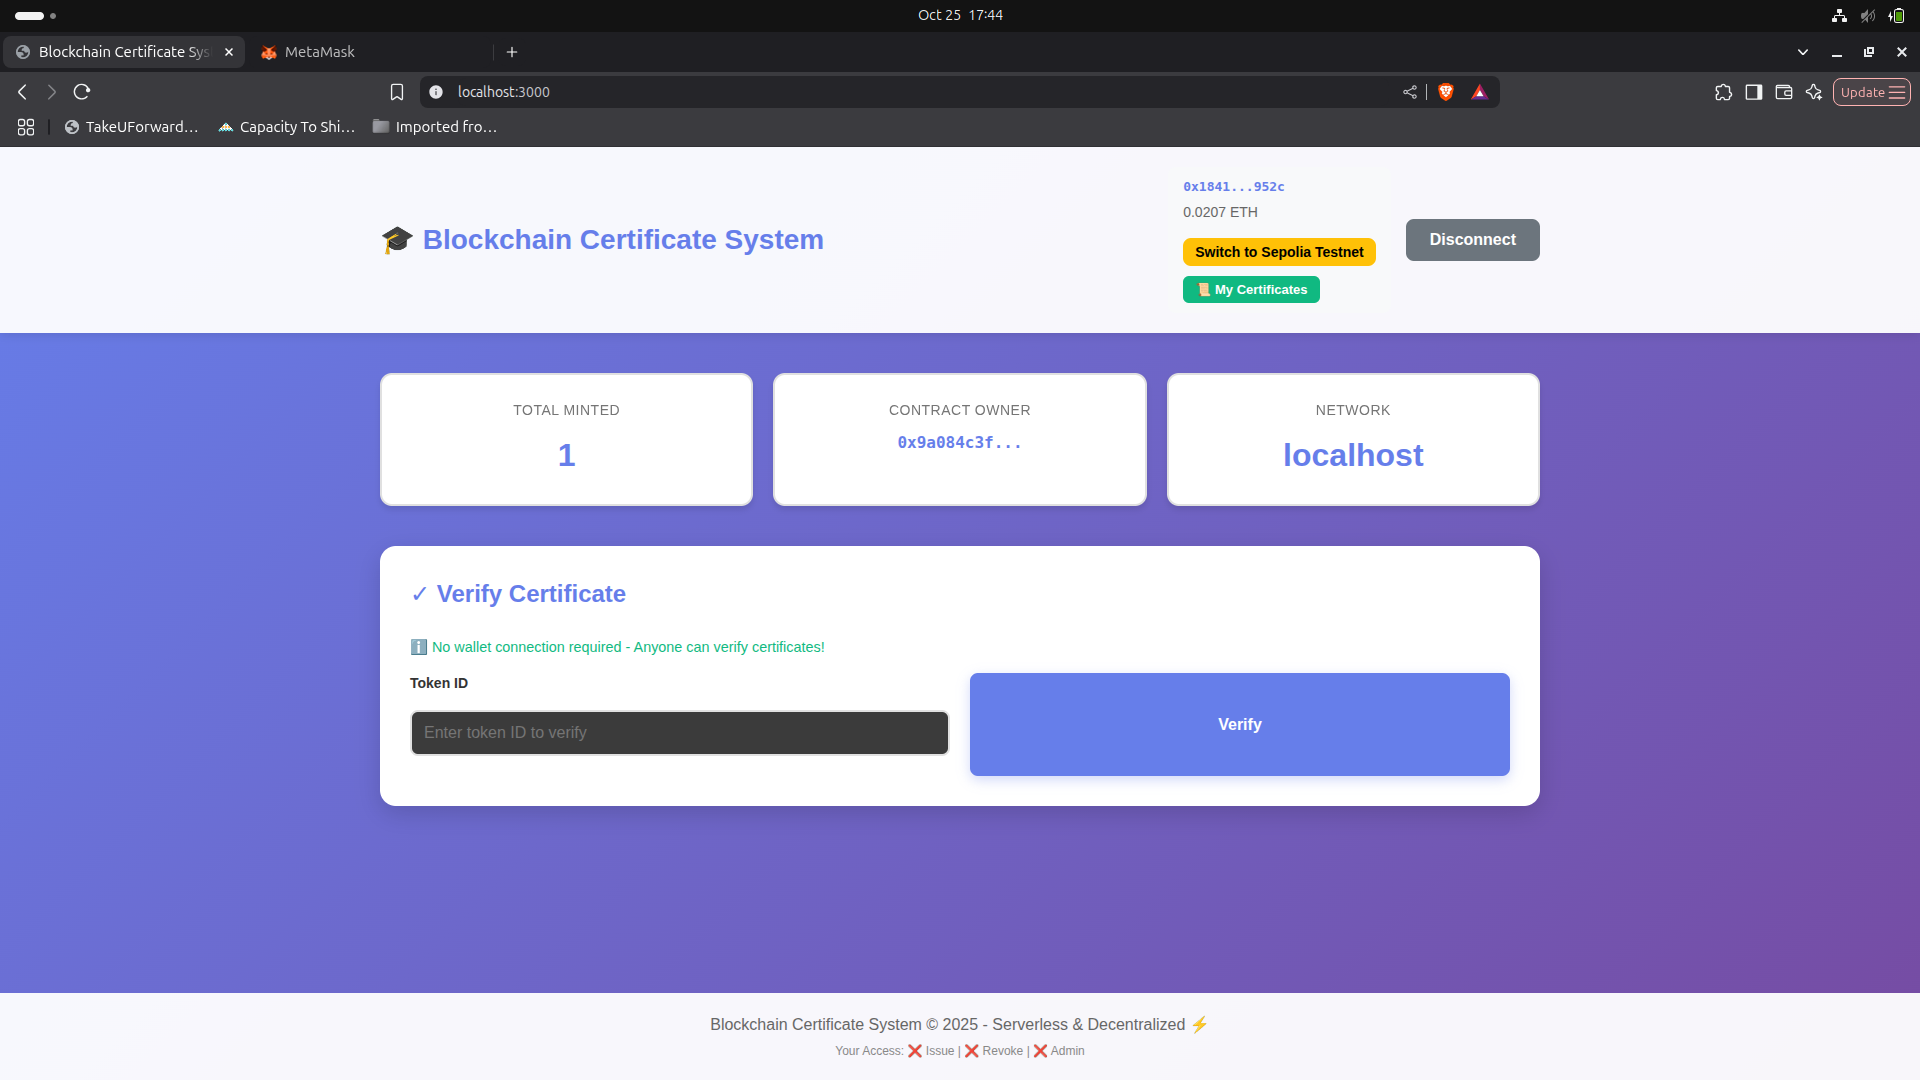 Oct 25 17:44
Blockchain Certificate Sys
MetaMask
localhost:3000
Update
TakeUForward...
Capacity To Shi...
Imported fro...
0x1841...952c
0.0207 ETH
🎓 Blockchain Certificate System
Disconnect
Switch to Sepolia Testnet
📜 My Certificates
TOTAL MINTED
1
CONTRACT OWNER
0x9a084c3f...
NETWORK
localhost
✓ Verify Certificate
ℹ️ No wallet connection required - Anyone can verify certificates!
Token ID
Enter token ID to verify
Verify
Blockchain Certificate System © 2025 - Serverless & Decentralized ⚡
Your Access: ❌ Issue | ❌ Revoke | ❌ Admin